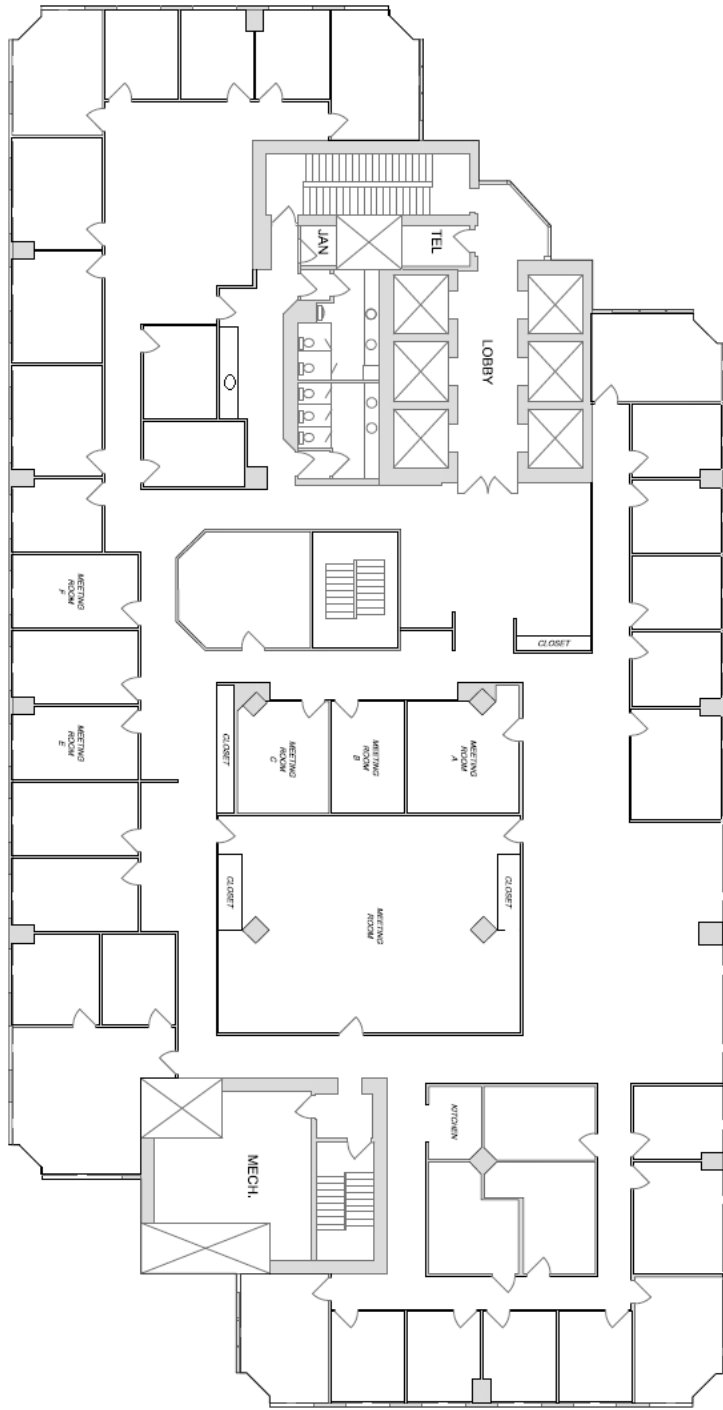 JAN
TEL
LOBBY
MEETING
ROOM
F
CLOSET
MEETING
ROOM
E
CLOSET
MEETING
ROOM
C
MEETING
ROOM
B
MEETING
ROOM
A
CLOSET
MEETING
ROOM
CLOSET
KITCHEN
MECH.